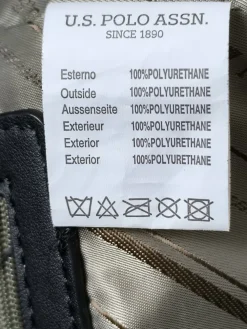 U.S. POLO ASSN.
SINCE 1890
Esterno 100%POLYURETHANE
Outside 100%POLYURETHANE
Aussenseite 100%POLYURETHANE
Exterieur 100%POLYURETHANE
Exterior 100%POLYURETHANE
Exterior 100%POLYURETHANE